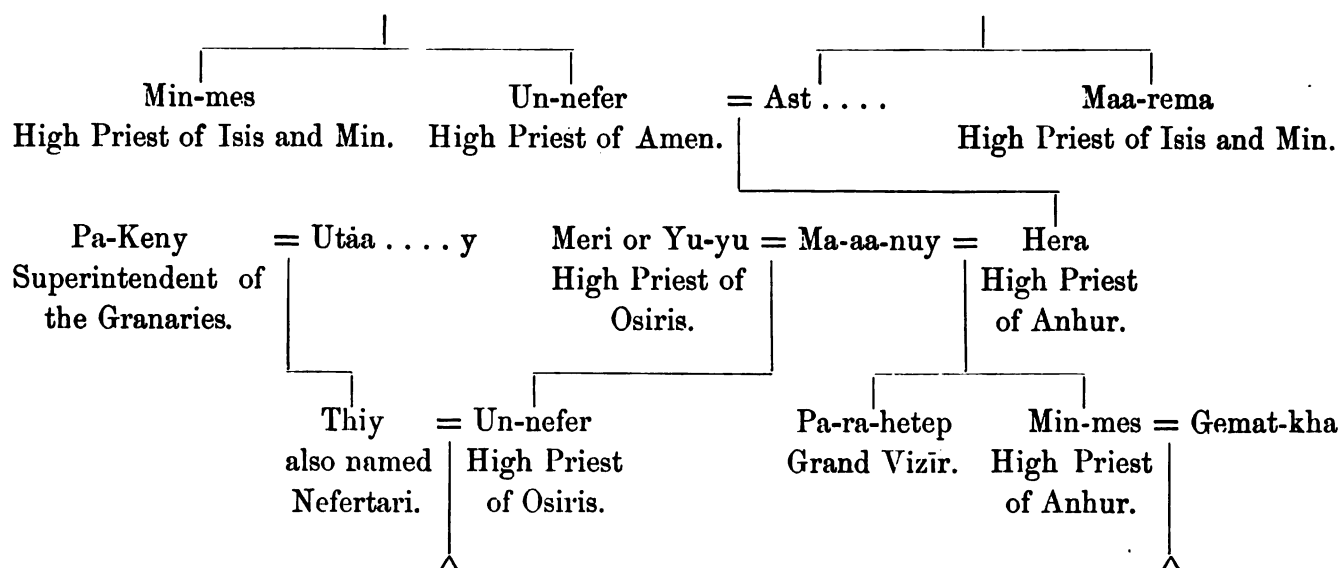 Min-mes Un-nefer = Ast . . . . Maa-rema
High Priest of Isis and Min. High Priest of Amen. High Priest of Isis and Min.
Pa-Keny = Utȧa . . . . y Meri or Yu-yu = Ma-aa-nuy = Hera
Superintendent of High Priest of High Priest
the Granaries. Osiris. of Anhur.
Thiy = Un-nefer Pa-ra-hetep Min-mes = Gemat-kha
also named High Priest Grand Vizīr. High Priest
Nefertari. of Osiris. of Anhur.